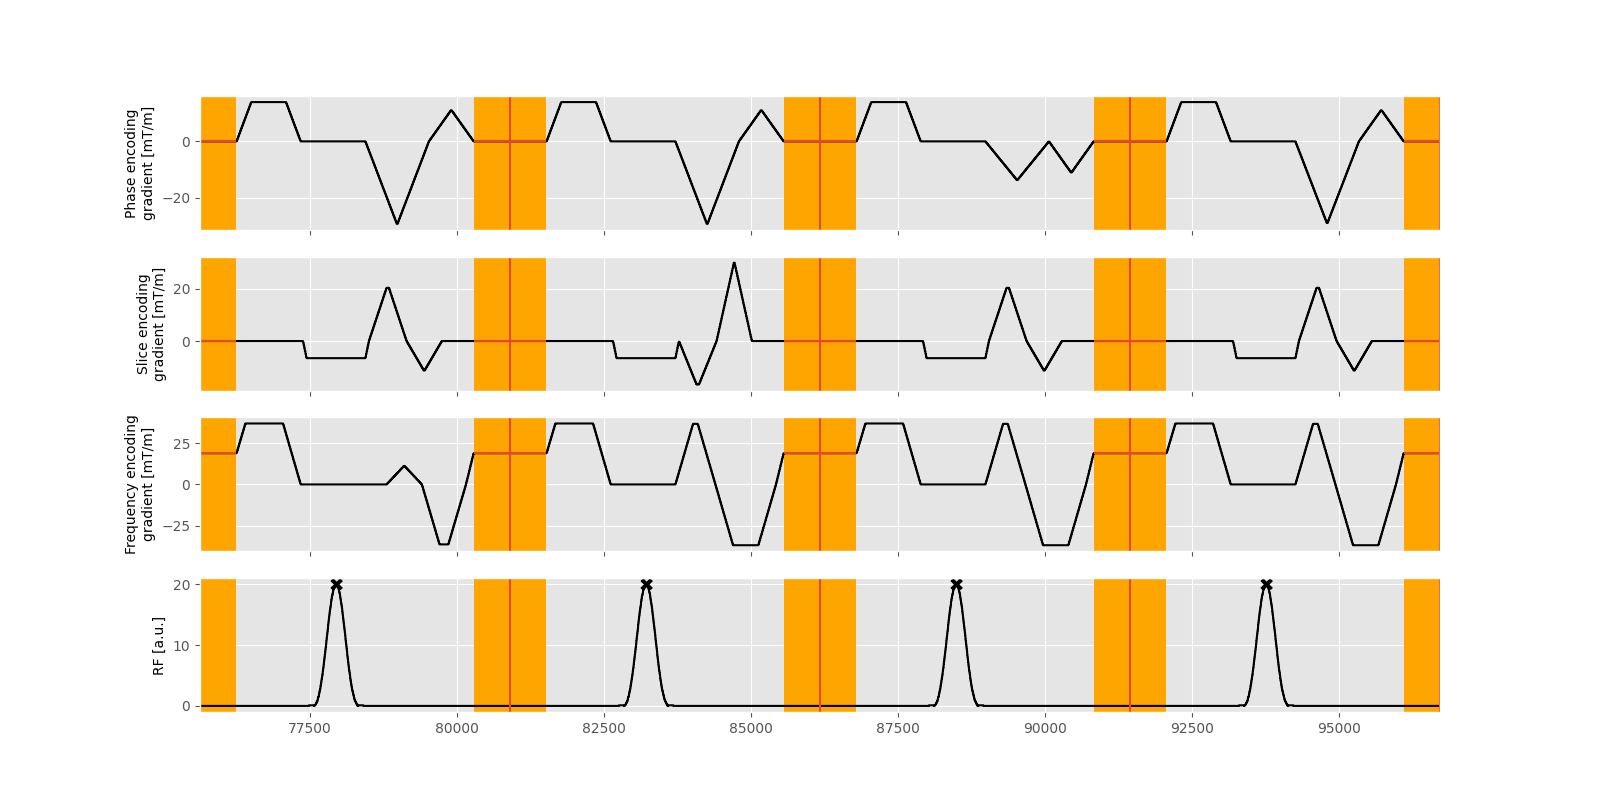 Phase encoding
gradient [mT/m]
0
−20
Slice encoding
gradient [mT/m]
20
0
Frequency encoding
gradient [mT/m]
25
0
−25
RF [a.u.]
20
10
0
77500 80000 82500 85000 87500 90000 92500 95000